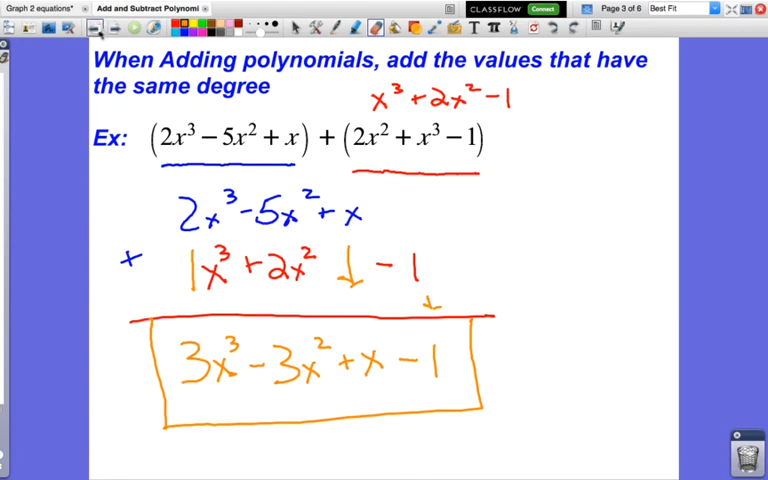 Graph 2 equations* Add and Subtract Polynomi CLASSFLOW Connect Page 3 of 6 Best Fit
When Adding polynomials, add the values that have
the same degree
x³ + 2x² - 1
Ex: (2x³ − 5x² + x) + (2x² + x³ − 1)
2x³ - 5x² + x
+ 1x³ + 2x² ↓ - 1
↓
3x³ - 3x² + x - 1